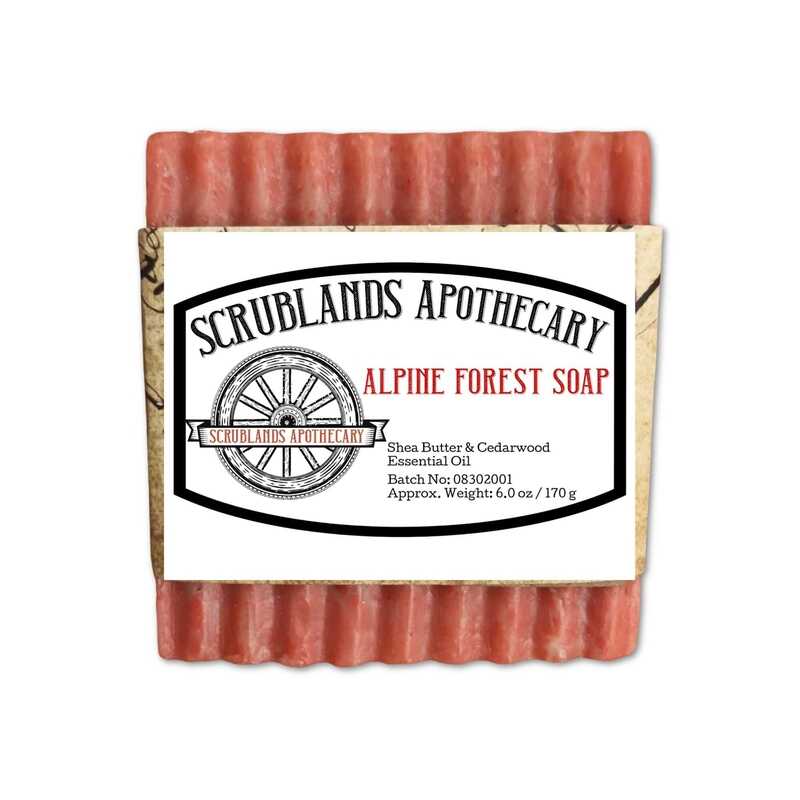 SCRUBLANDS APOTHECARY
ALPINE FOREST SOAP
SCRUBLANDS APOTHECARY
Shea Butter & Cedarwood
Essential Oil
Batch No: 08302001
Approx. Weight: 6.0 oz / 170 g